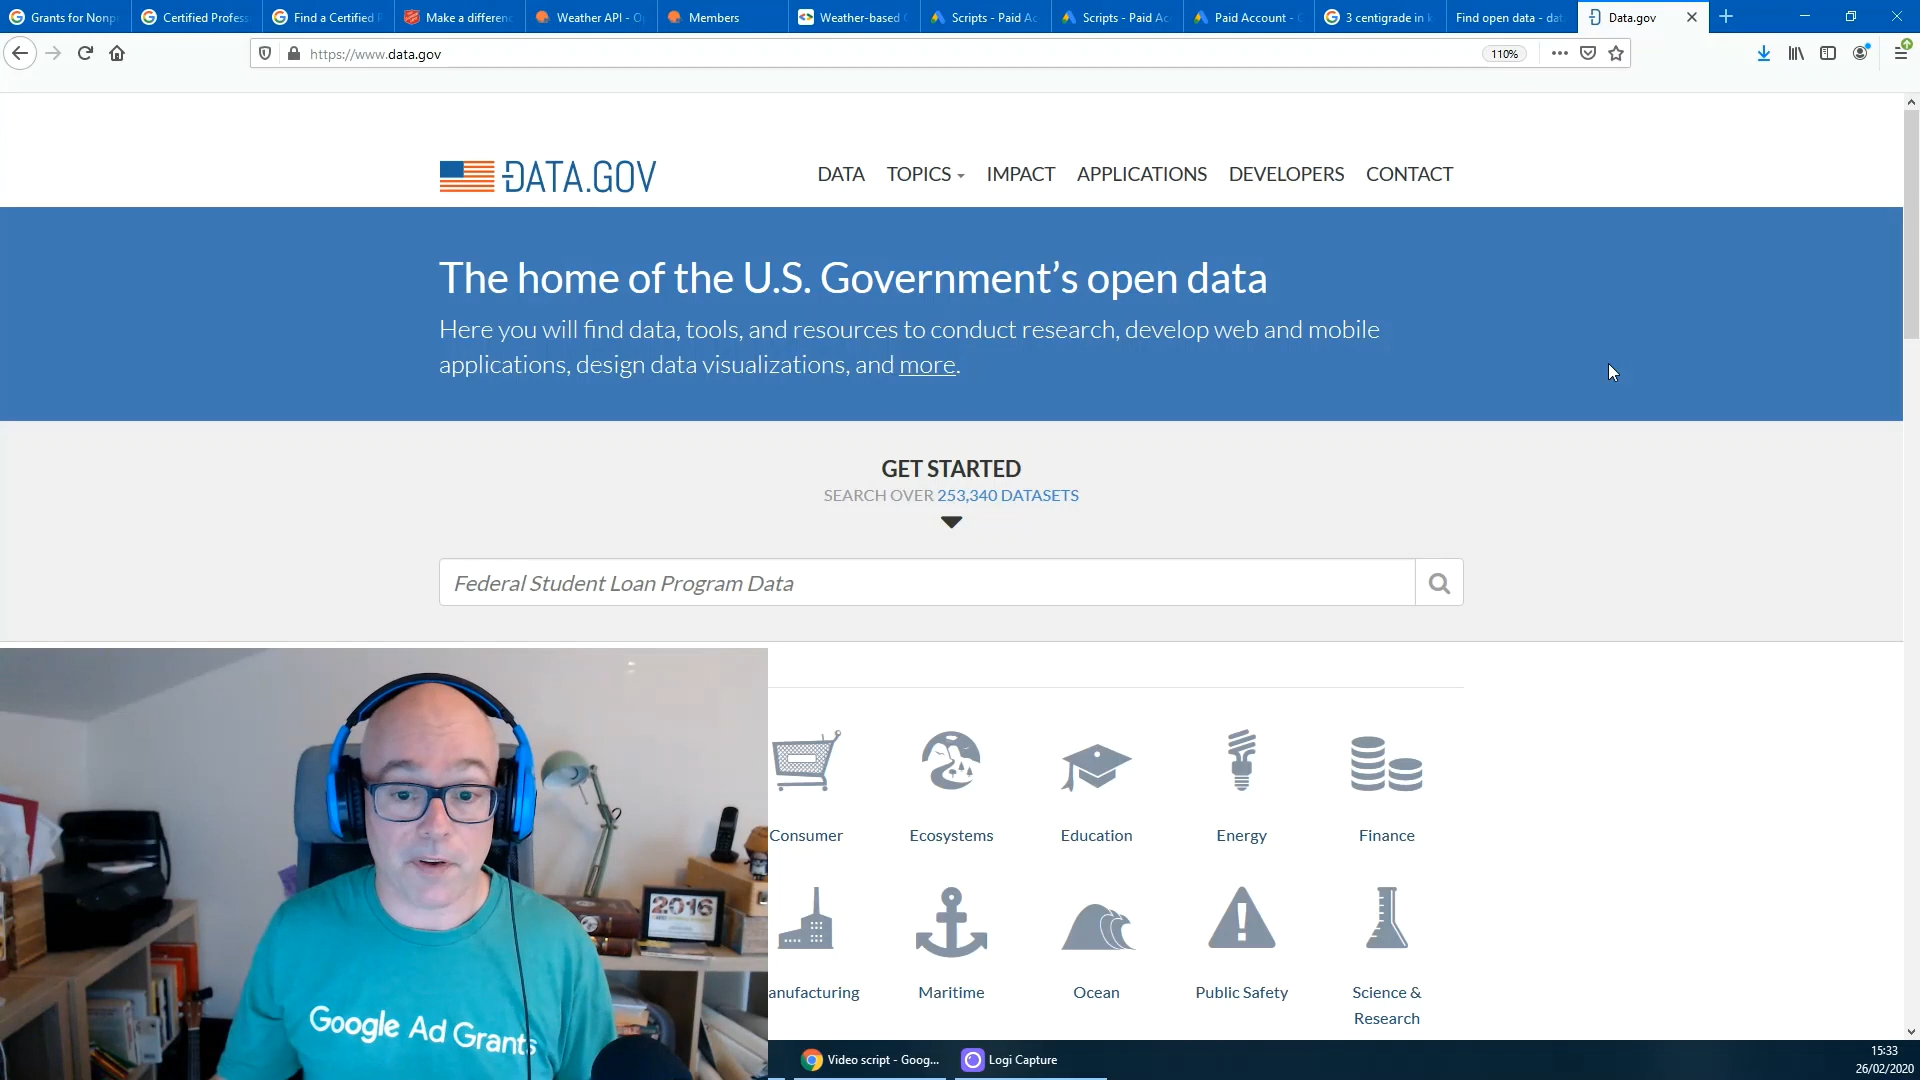 Grants for Nonp
Certified Profess
Find a Certified P
Make a differenc
Weather API - O
Members
Weather-based
Scripts - Paid Ac
Scripts - Paid Ac
Paid Account -
3 centigrade in k
Find open data - dat
Data.gov
https://www.data.gov
110%
DATA.GOV
DATA
TOPICS
IMPACT
APPLICATIONS
DEVELOPERS
CONTACT
The home of the U.S. Government's open data
Here you will find data, tools, and resources to conduct research, develop web and mobile
applications, design data visualizations, and more.
GET STARTED
SEARCH OVER 253,340 DATASETS
Federal Student Loan Program Data
Consumer
Ecosystems
Education
Energy
Finance
anufacturing
Maritime
Ocean
Public Safety
Science &
Research
2016
Google Ad Grants
Video script - Goog...
Logi Capture
15:33
26/02/2020